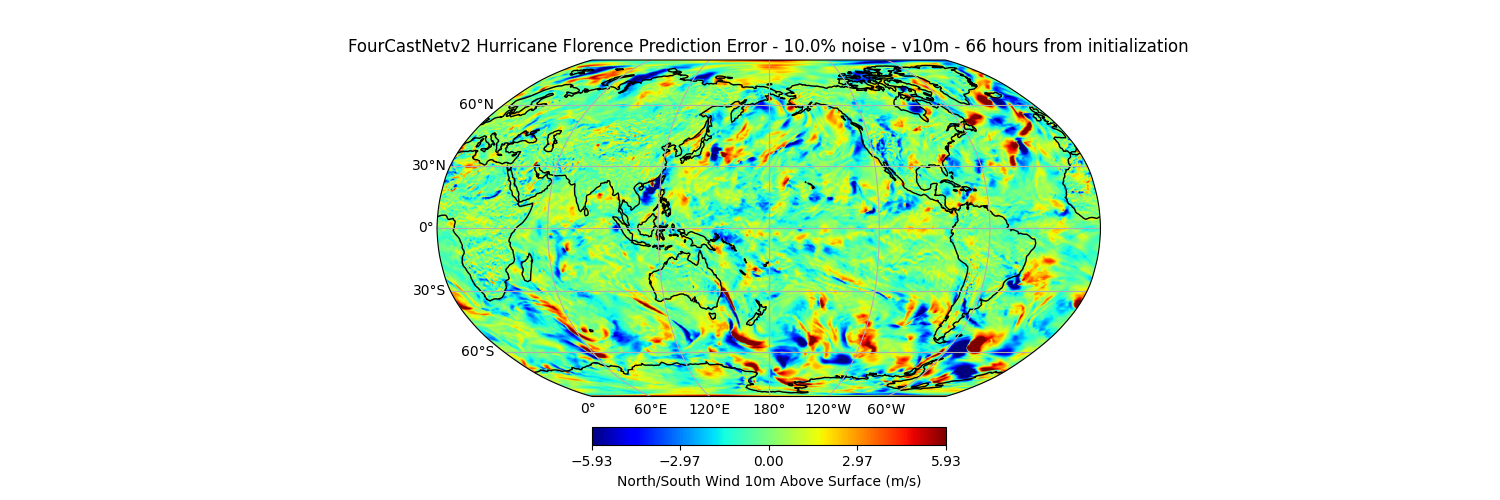 FourCastNetv2 Hurricane Florence Prediction Error - 10.0% noise - v10m - 66 hours from initialization
60°N
30°N
0°
30°S
60°S
0° 60°E 120°E 180° 120°W 60°W
−5.93 −2.97 0.00 2.97 5.93
North/South Wind 10m Above Surface (m/s)